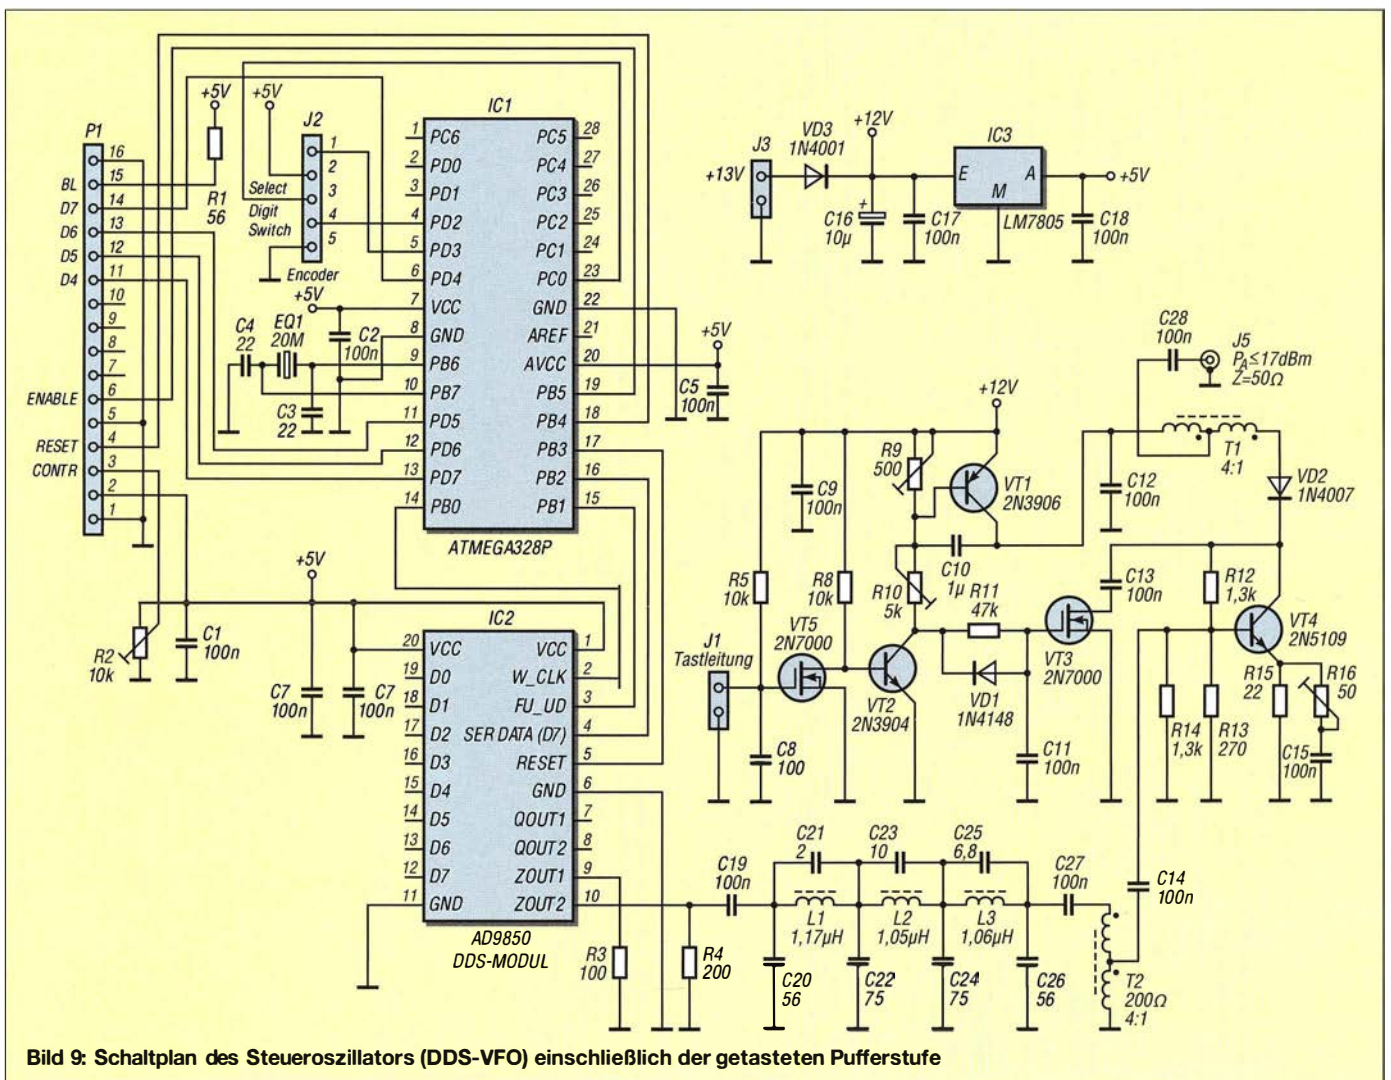 P1
16
15
14
13
12
11
10
9
8
7
6
5
4
3
2
1
BL
D7
D6
D5
D4
ENABLE
RESET
CONTR
+5V
R1
56
+5V
J2
1
2
3
4
5
Select
Digit
Switch
Encoder
+5V
C4
22
EQ1
20M
C3
22
C2
100n
IC1
1 PC6
2 PD0
3 PD1
4 PD2
5 PD3
6 PD4
7 VCC
8 GND
9 PB6
10 PB7
11 PD5
12 PD6
13 PD7
14 PB0
PC5 28
PC4 27
PC3 26
PC2 25
PC1 24
PC0 23
GND 22
AREF 21
AVCC 20
PB5 19
PB4 18
PB3 17
PB2 16
PB1 15
ATMEGA328P
+5V
C5
100n
J3
+13V
VD3
1N4001
+12V
C16
10µ
+
C17
100n
IC3
E
A
M
LM7805
+5V
C18
100n
C28
100n
J5
PA≤17dBm
Z=50Ω
T1
4:1
VD2
1N4007
+12V
R9
500
VT1
2N3906
C9
100n
C12
100n
C10
1µ
R5
10k
R8
10k
R10
5k
R11
47k
VD1
1N4148
C13
100n
R12
1,3k
VT4
2N5109
VT5
2N7000
J1
Tastleitung
VT2
2N3904
VT3
2N7000
C8
100
C11
100n
R14
1,3k
R13
270
R15
22
R16
50
C15
100n
+5V
R2
10k
C1
100n
C7
100n
C7
100n
IC2
20 VCC
19 D0
18 D1
17 D2
16 D3
15 D4
14 D5
13 D6
12 D7
11 GND
VCC 1
W_CLK 2
FU_UD 3
SER DATA (D7) 4
RESET 5
GND 6
QOUT1 7
QOUT2 8
ZOUT1 9
ZOUT2 10
AD9850
DDS-MODUL
R3
100
R4
200
C19
100n
C21
2
C23
10
C25
6,8
L1
1,17µH
L2
1,05µH
L3
1,06µH
C20
56
C22
75
C24
75
C26
56
C27
100n
C14
100n
T2
200Ω
4:1
Bild 9: Schaltplan des Steueroszillators (DDS-VFO) einschließlich der getasteten Pufferstufe